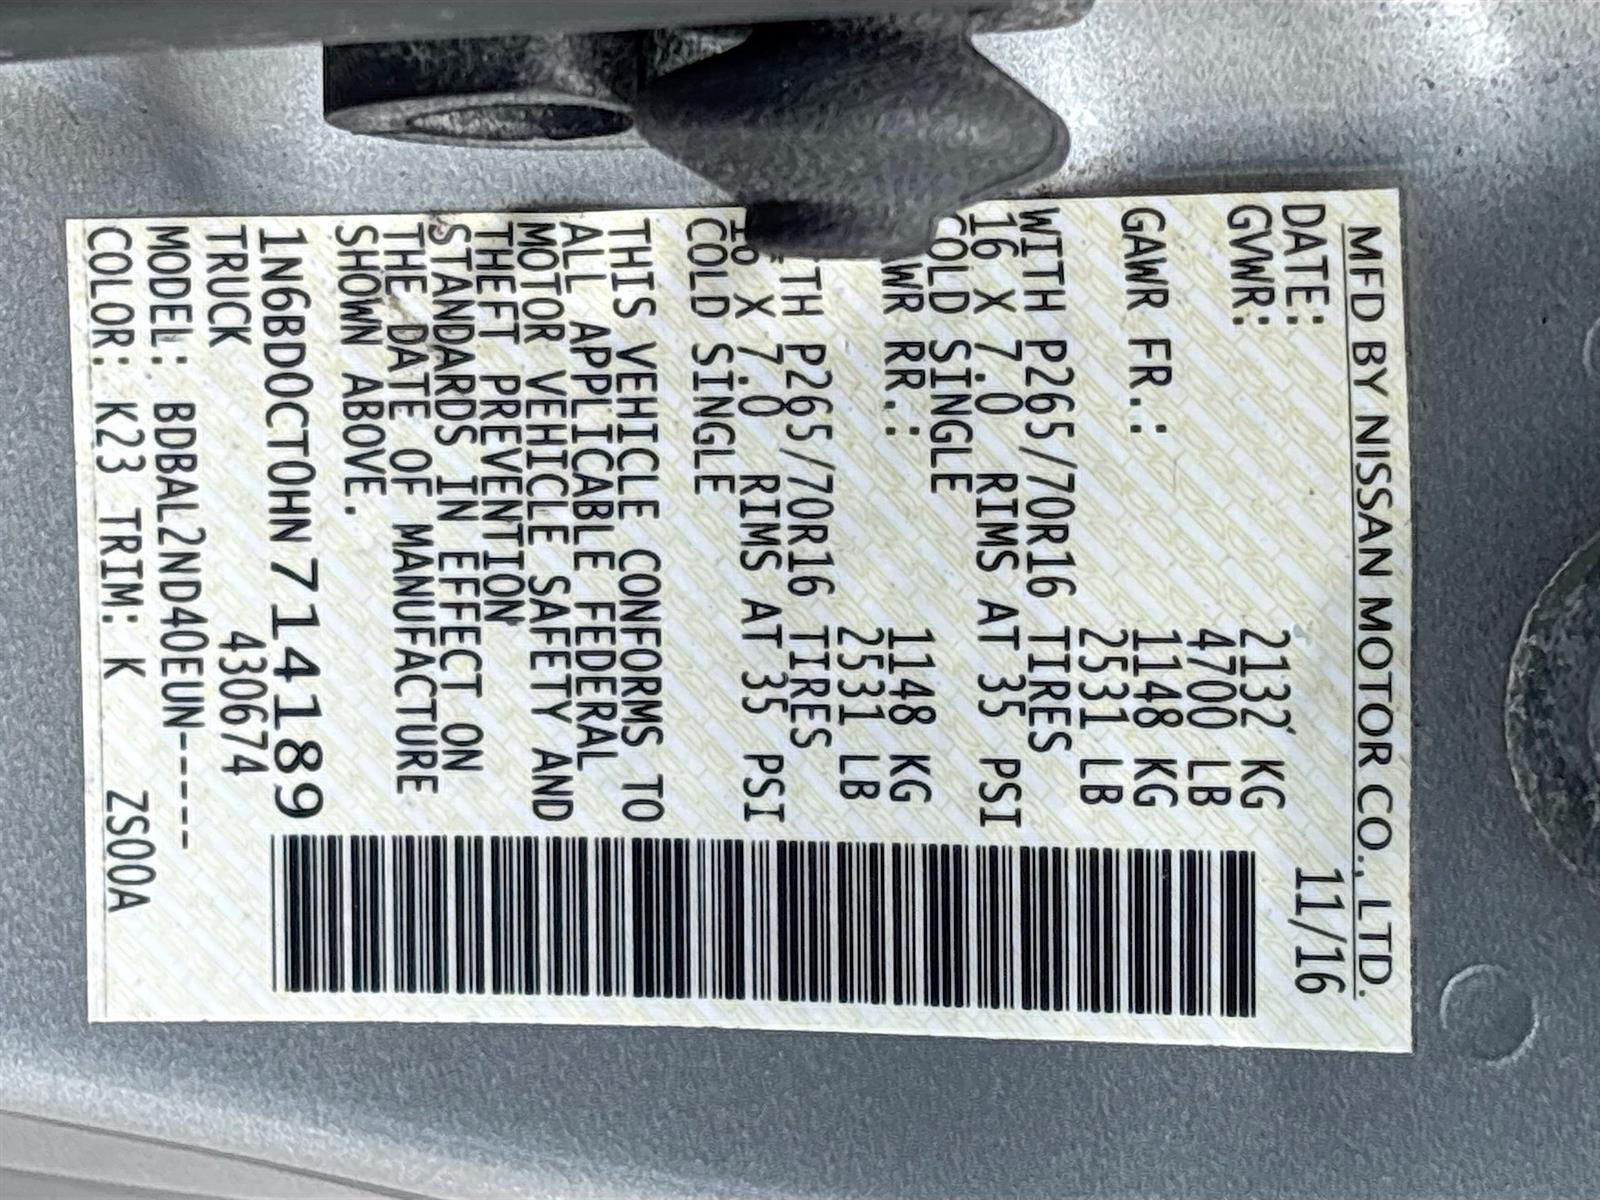 MFD BY NISSAN MOTOR CO., LTD.
DATE: 11/16
GVWR: 2132 KG
4700 LB
GAWR FR.: 1148 KG
2531 LB
WITH P265/70R16 TIRES
16 X 7.0 RIMS AT 35 PSI
COLD SINGLE
WR RR.: 1148 KG
2531 LB
TH P265/70R16 TIRES
16 X 7.0 RIMS AT 35 PSI
COLD SINGLE
THIS VEHICLE CONFORMS TO
ALL APPLICABLE FEDERAL
MOTOR VEHICLE SAFETY AND
THEFT PREVENTION
STANDARDS IN EFFECT ON
THE DATE OF MANUFACTURE
SHOWN ABOVE.
1N6BD0CT0HN714189
TRUCK 430674
MODEL: BDBAL2ND40EUN-----
COLOR: K23 TRIM: K ZS00A